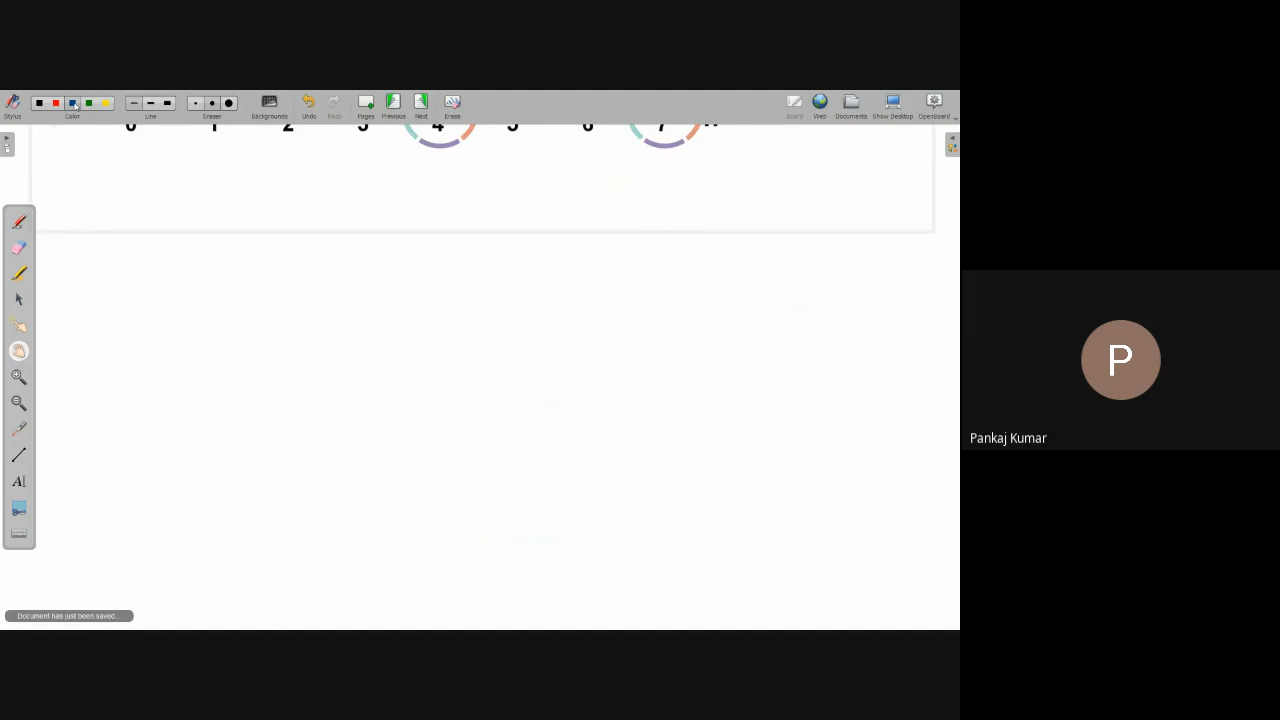 Stylus Color Line Eraser Backgrounds Undo Redo Pages Previous Next Erase Board Web Documents Show Desktop OpenBoard
0 1 2 3 4 5 6 7
P
Pankaj Kumar
Document has just been saved...